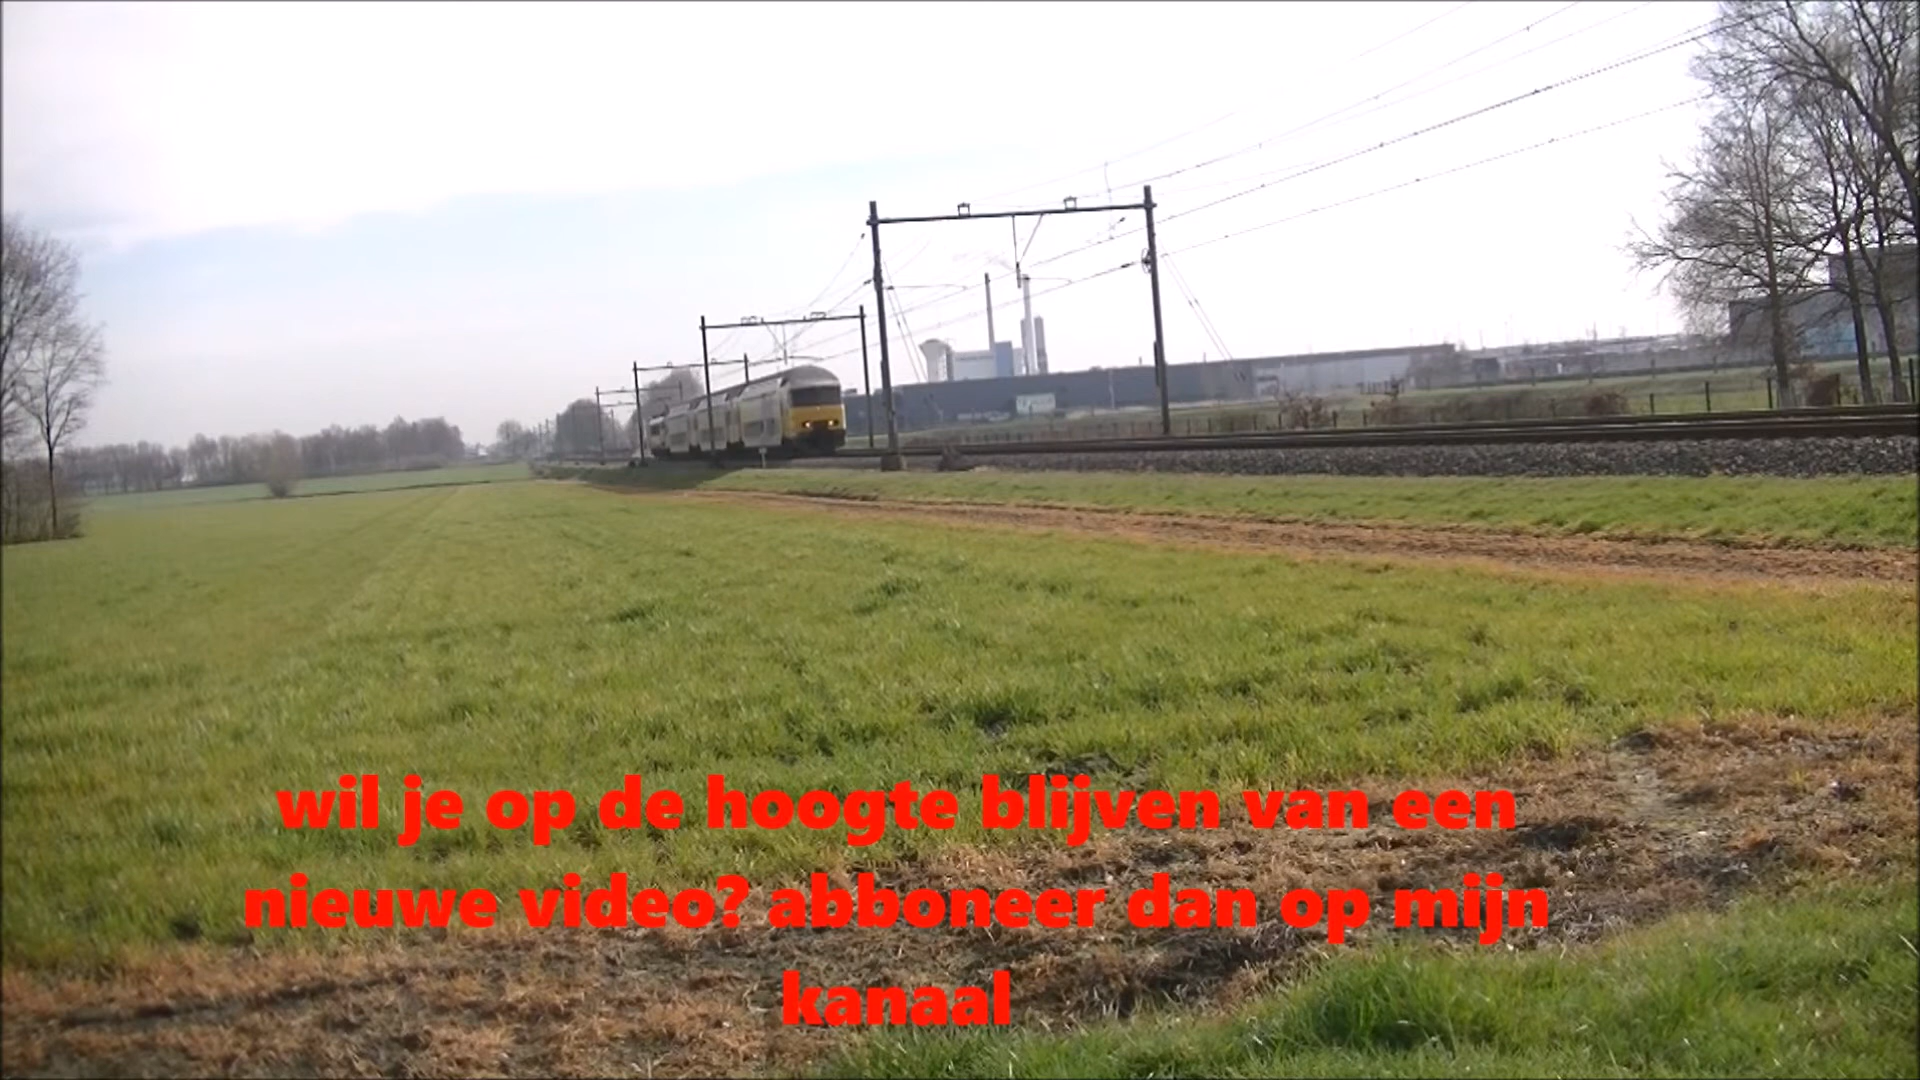 wil je op de hoogte blijven van een
nieuwe video? abboneer dan op mijn
kanaal